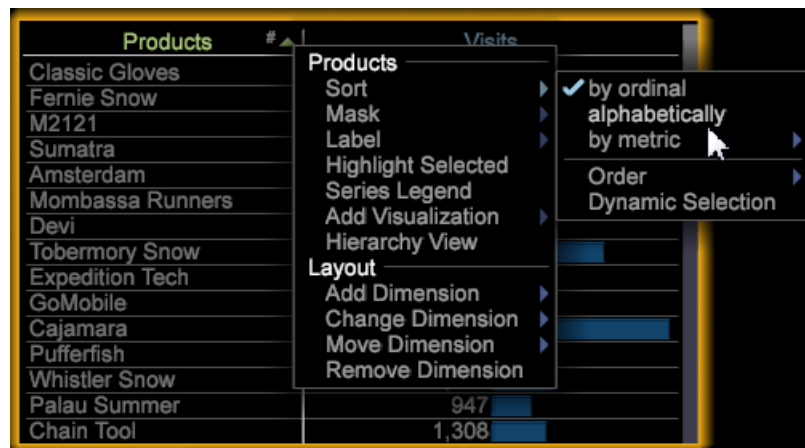 Products #
Visits
Classic Gloves
Fernie Snow
M2121
Sumatra
Amsterdam
Mombassa Runners
Devi
Tobermory Snow
Expedition Tech
GoMobile
Cajamara
Pufferfish
Whistler Snow
Palau Summer 947
Chain Tool 1,308
Products
Sort
Mask
Label
Highlight Selected
Series Legend
Add Visualization
Hierarchy View
Layout
Add Dimension
Change Dimension
Move Dimension
Remove Dimension
by ordinal
alphabetically
by metric
Order
Dynamic Selection